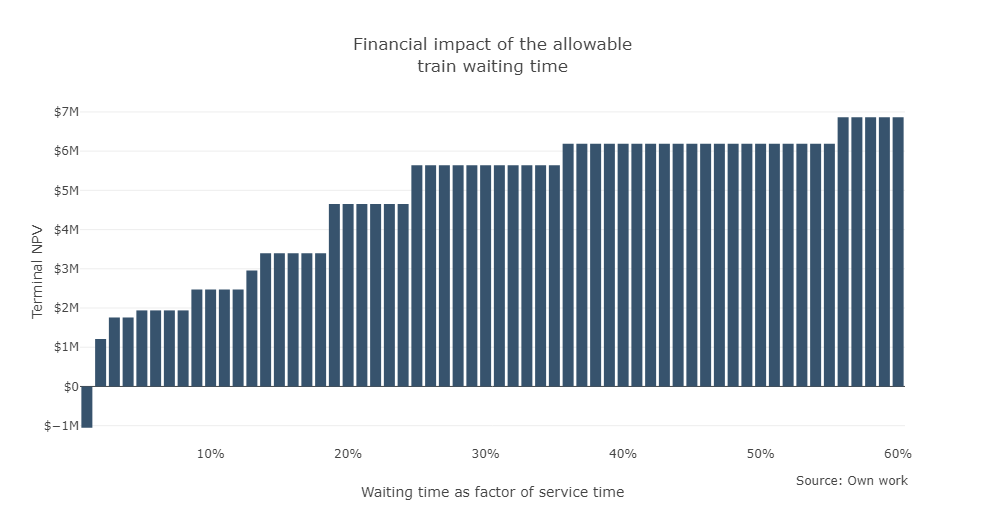 Financial impact of the allowable
train waiting time
$7M
$6M
$5M
$4M
$3M
$2M
$1M
$0
$−1M
Terminal NPV
10%
20%
30%
40%
50%
60%
Source: Own work
Waiting time as factor of service time